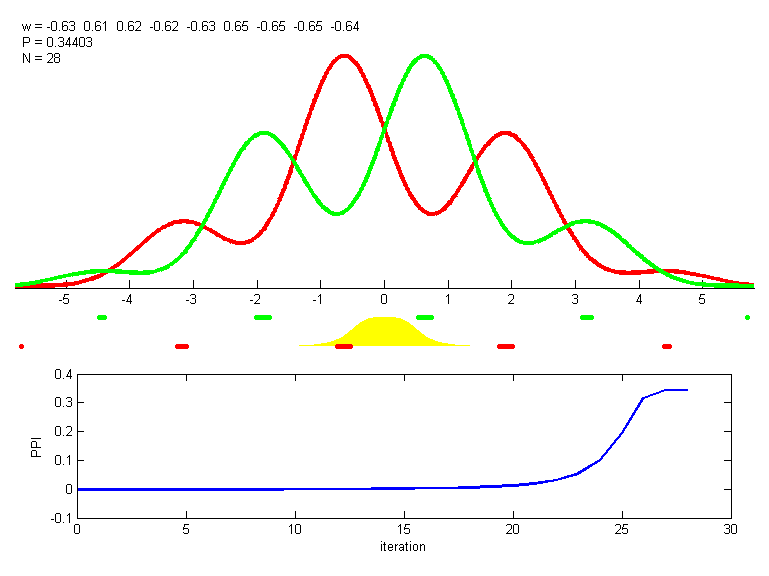 w = -0.63 0.61 0.62 -0.62 -0.63 0.65 -0.65 -0.65 -0.64
P = 0.34403
N = 28
-5 -4 -3 -2 -1 0 1 2 3 4 5
0.4
0.3
0.2
0.1
0
-0.1
PPI
0 5 10 15 20 25 30
iteration